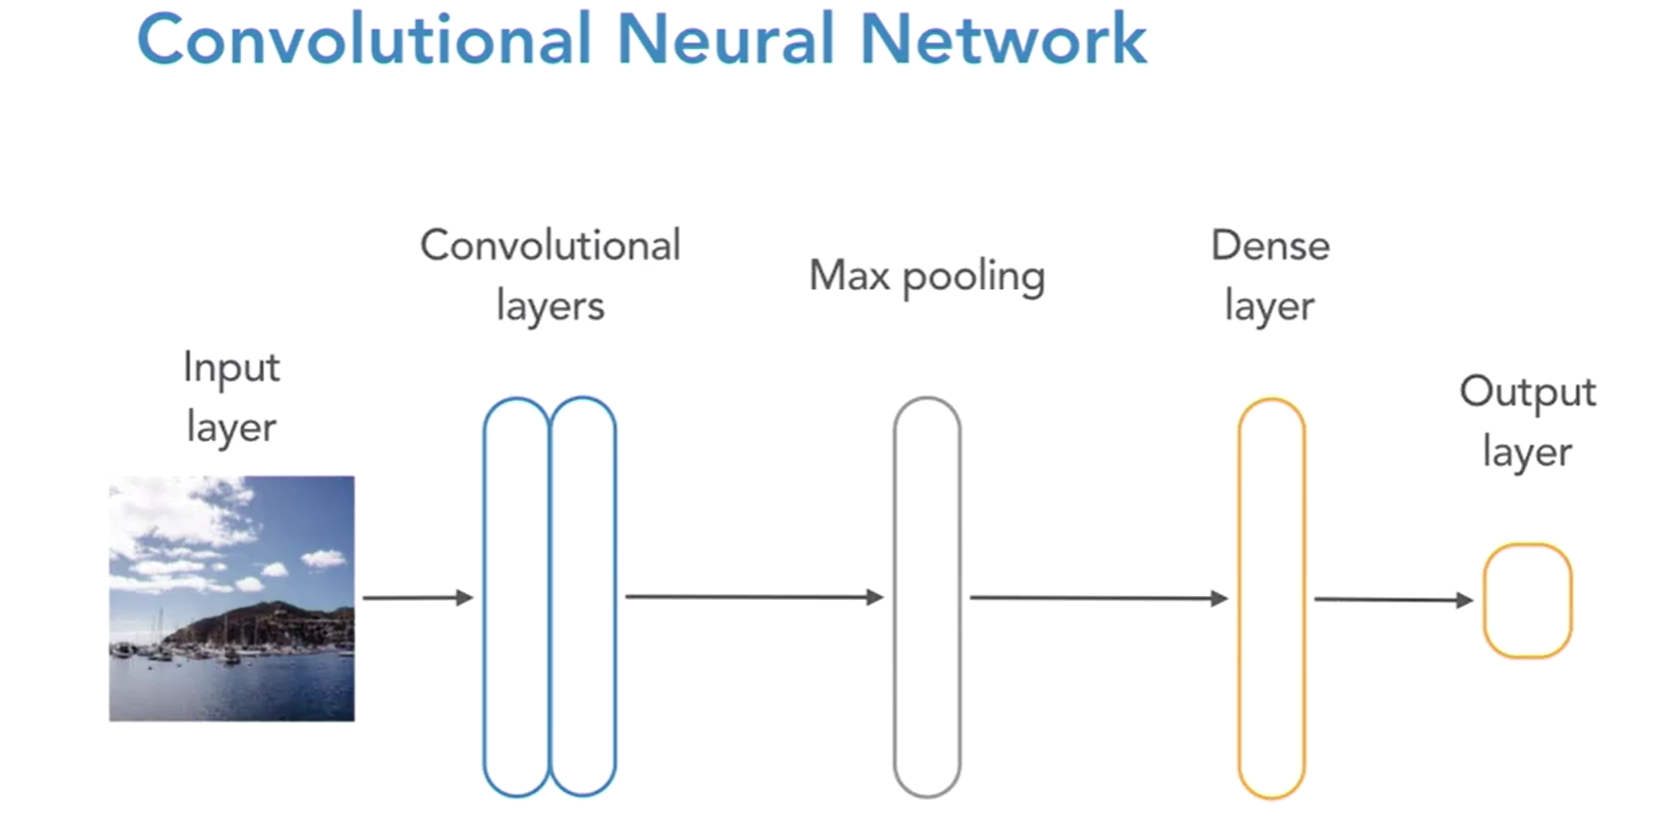 Convolutional Neural Network
Input
layer
Convolutional
layers
Max pooling
Dense
layer
Output
layer